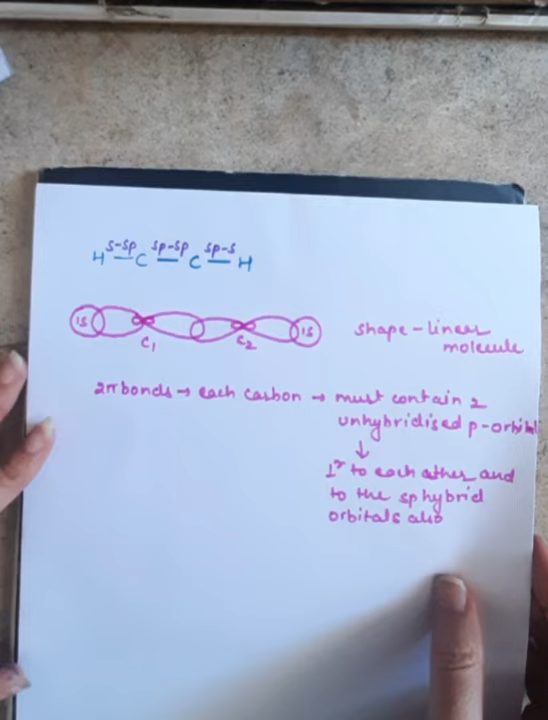 s-sp sp-sp sp-s
H — C — C — H
1S 1S
C1 C2
shape - linear
molecule
2π bonds → each carbon → must contain 2
unhybridised p-orbital
↓
⊥r to each other and
to the sp hybrid
orbitals also